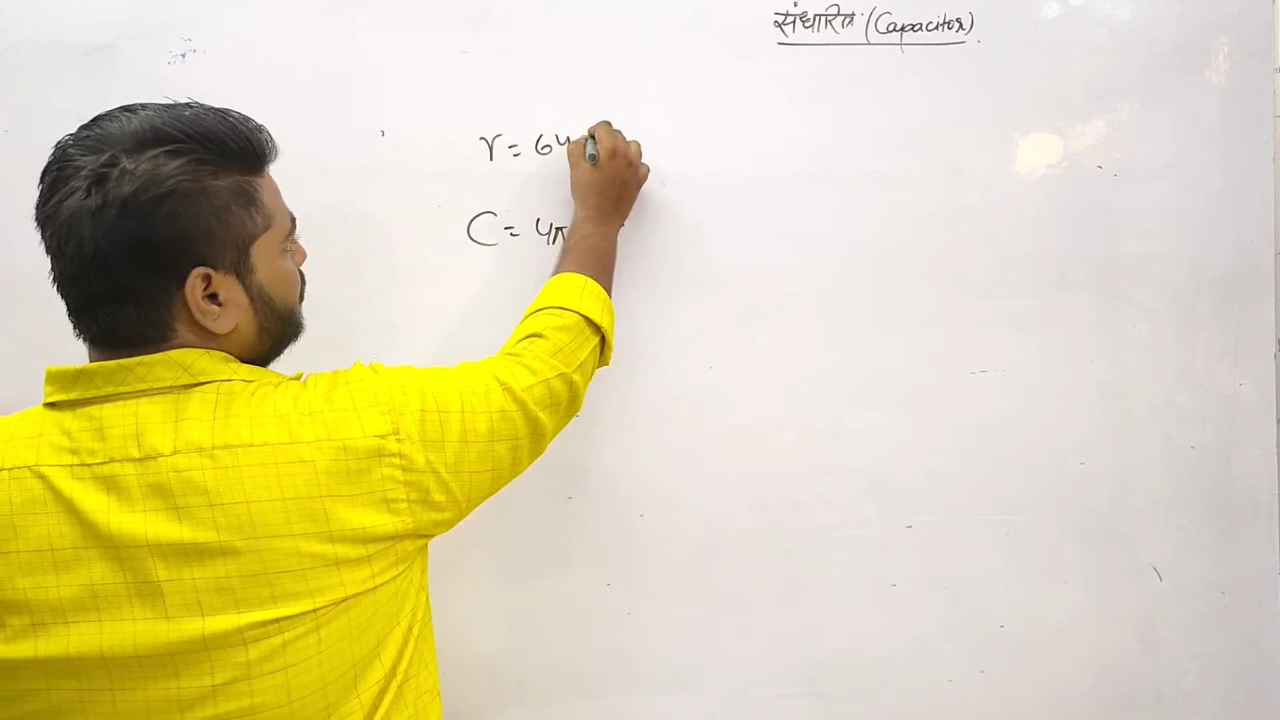 संधारित्र (Capacitor)
r = 64
C = 4π